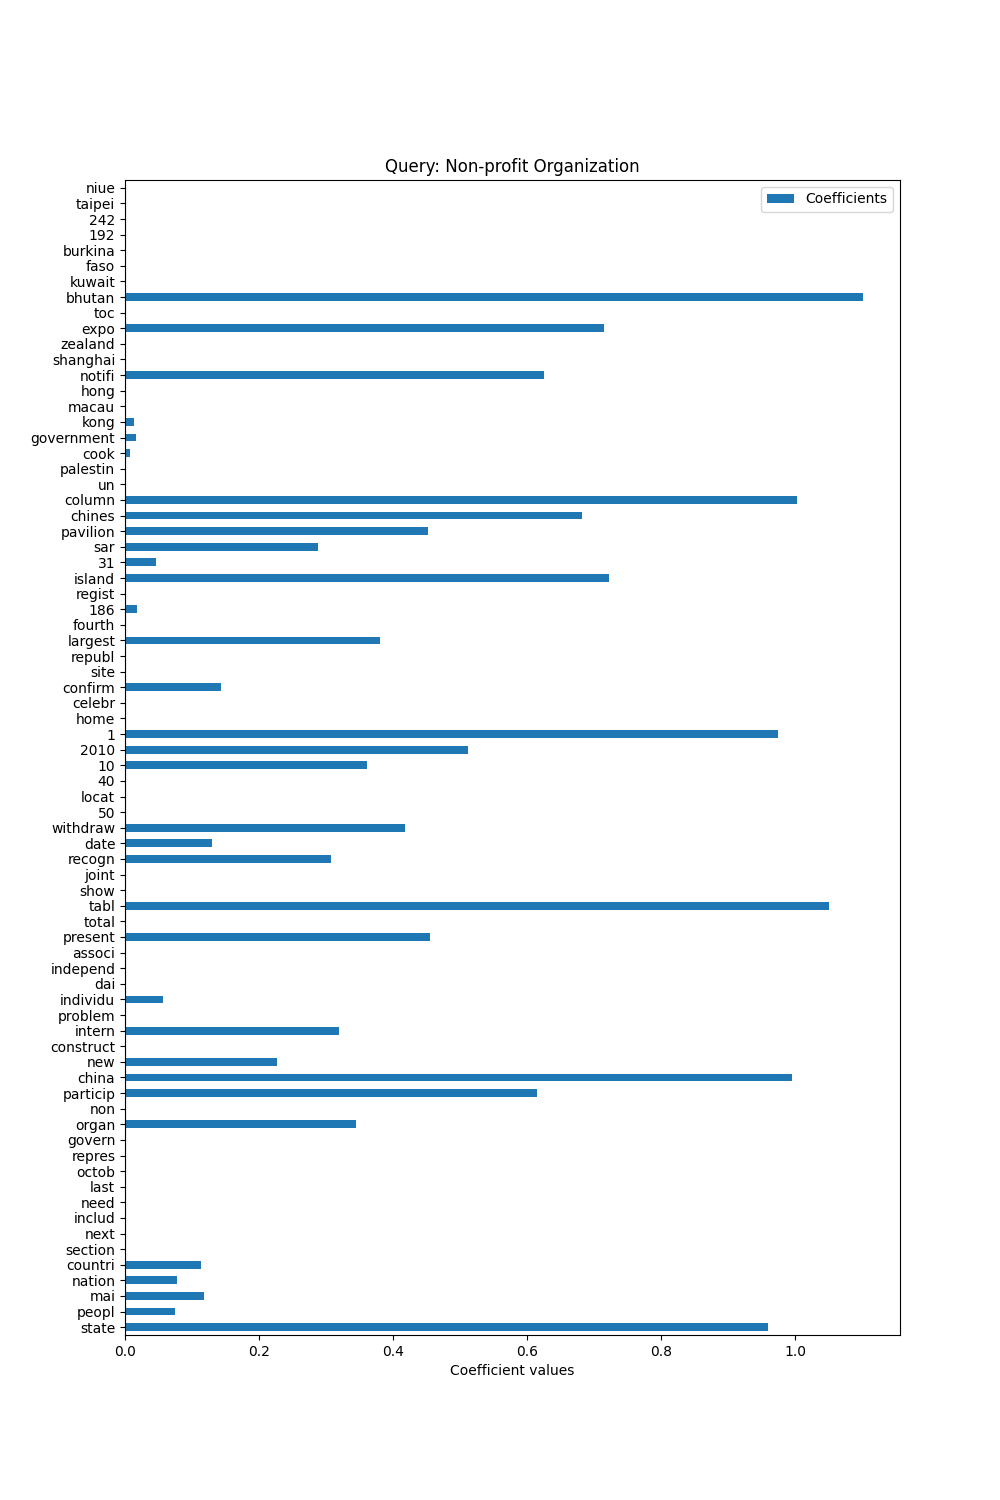 Query: Non-profit Organization
Coefficients
niue
taipei
242
192
burkina
faso
kuwait
bhutan
toc
expo
zealand
shanghai
notifi
hong
macau
kong
government
cook
palestin
un
column
chines
pavilion
sar
31
island
regist
186
fourth
largest
republ
site
confirm
celebr
home
1
2010
10
40
locat
50
withdraw
date
recogn
joint
show
tabl
total
present
associ
independ
dai
individu
problem
intern
construct
new
china
particip
non
organ
govern
repres
octob
last
need
includ
next
section
countri
nation
mai
peopl
state
0.0 0.2 0.4 0.6 0.8 1.0
Coefficient values